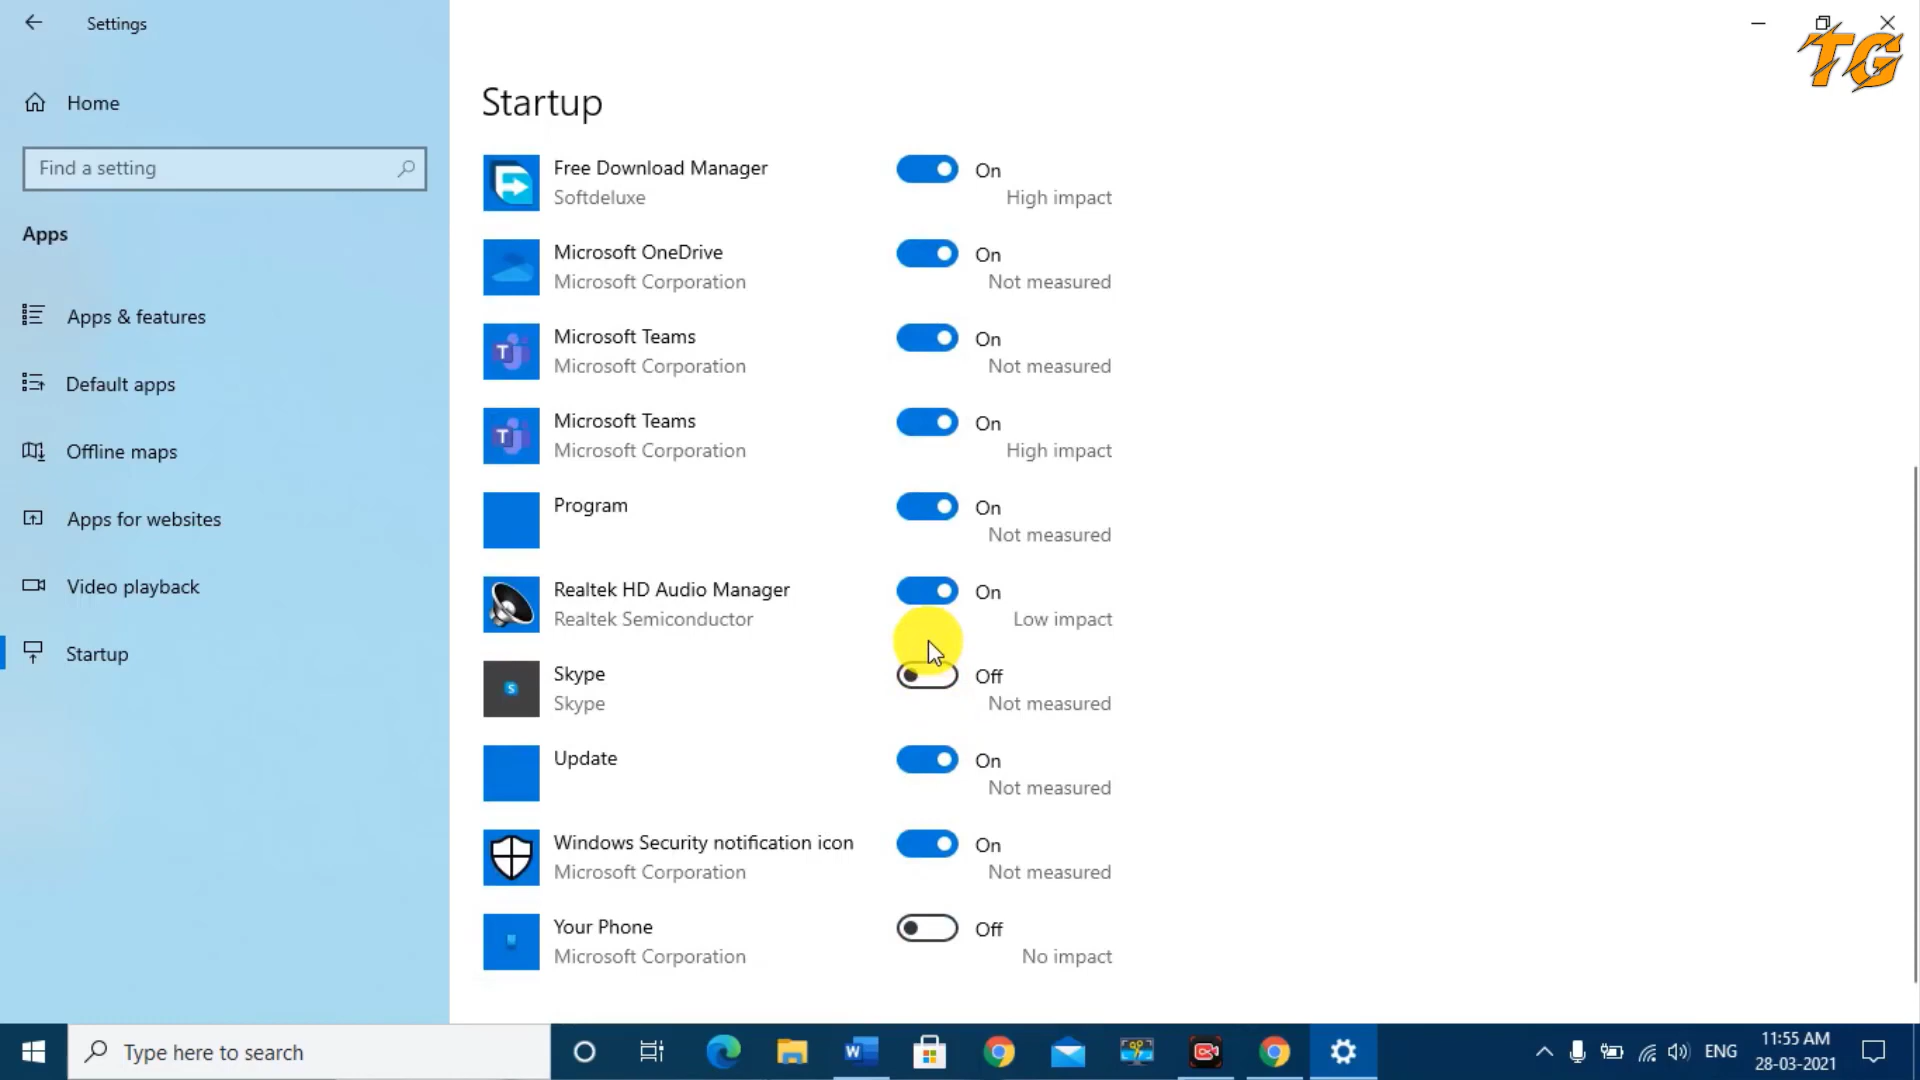 Settings
TG
Home
Find a setting
Apps
Apps & features
Default apps
Offline maps
Apps for websites
Video playback
Startup
Startup
Free Download Manager
On
Softdeluxe
High impact
Microsoft OneDrive
On
Microsoft Corporation
Not measured
Microsoft Teams
On
Microsoft Corporation
Not measured
Microsoft Teams
On
Microsoft Corporation
High impact
Program
On
Not measured
Realtek HD Audio Manager
On
Realtek Semiconductor
Low impact
Skype
Off
Skype
Not measured
Update
On
Not measured
Windows Security notification icon
On
Microsoft Corporation
Not measured
Your Phone
Off
Microsoft Corporation
No impact
Type here to search
ENG
11:55 AM
28-03-2021